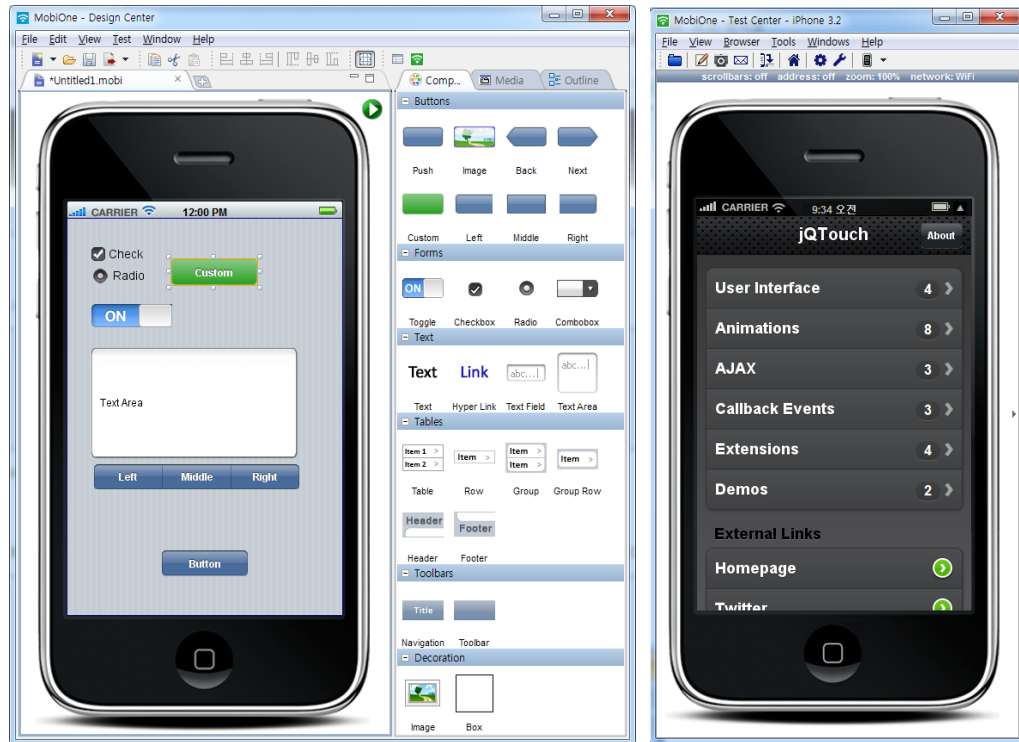 MobiOne - Design Center
File Edit View Test Window Help
*Untitled1.mobi
Comp... Media Outline
CARRIER 12:00 PM
Check
Radio
Custom
ON
Text Area
Left Middle Right
Button
Buttons
Push Image Back Next
Custom Left Middle Right
Forms
ON
Toggle Checkbox Radio Combobox
Text
Text Link abc... abc...
Text Hyper Link Text Field Text Area
Tables
Item 1 > Item > Item > Item >
Item 2 > Item >
Table Row Group Group Row
Header Footer
Header Footer
Toolbars
Title
Navigation Toolbar
Decoration
Image Box
MobiOne - Test Center - iPhone 3.2
File View Browser Tools Windows Help
scrollbars: off address: off zoom: 100% network: WiFi
CARRIER 9:34 오전
jQTouch About
User Interface 4
Animations 8
AJAX 3
Callback Events 3
Extensions 4
Demos 2
External Links
Homepage
Twitter